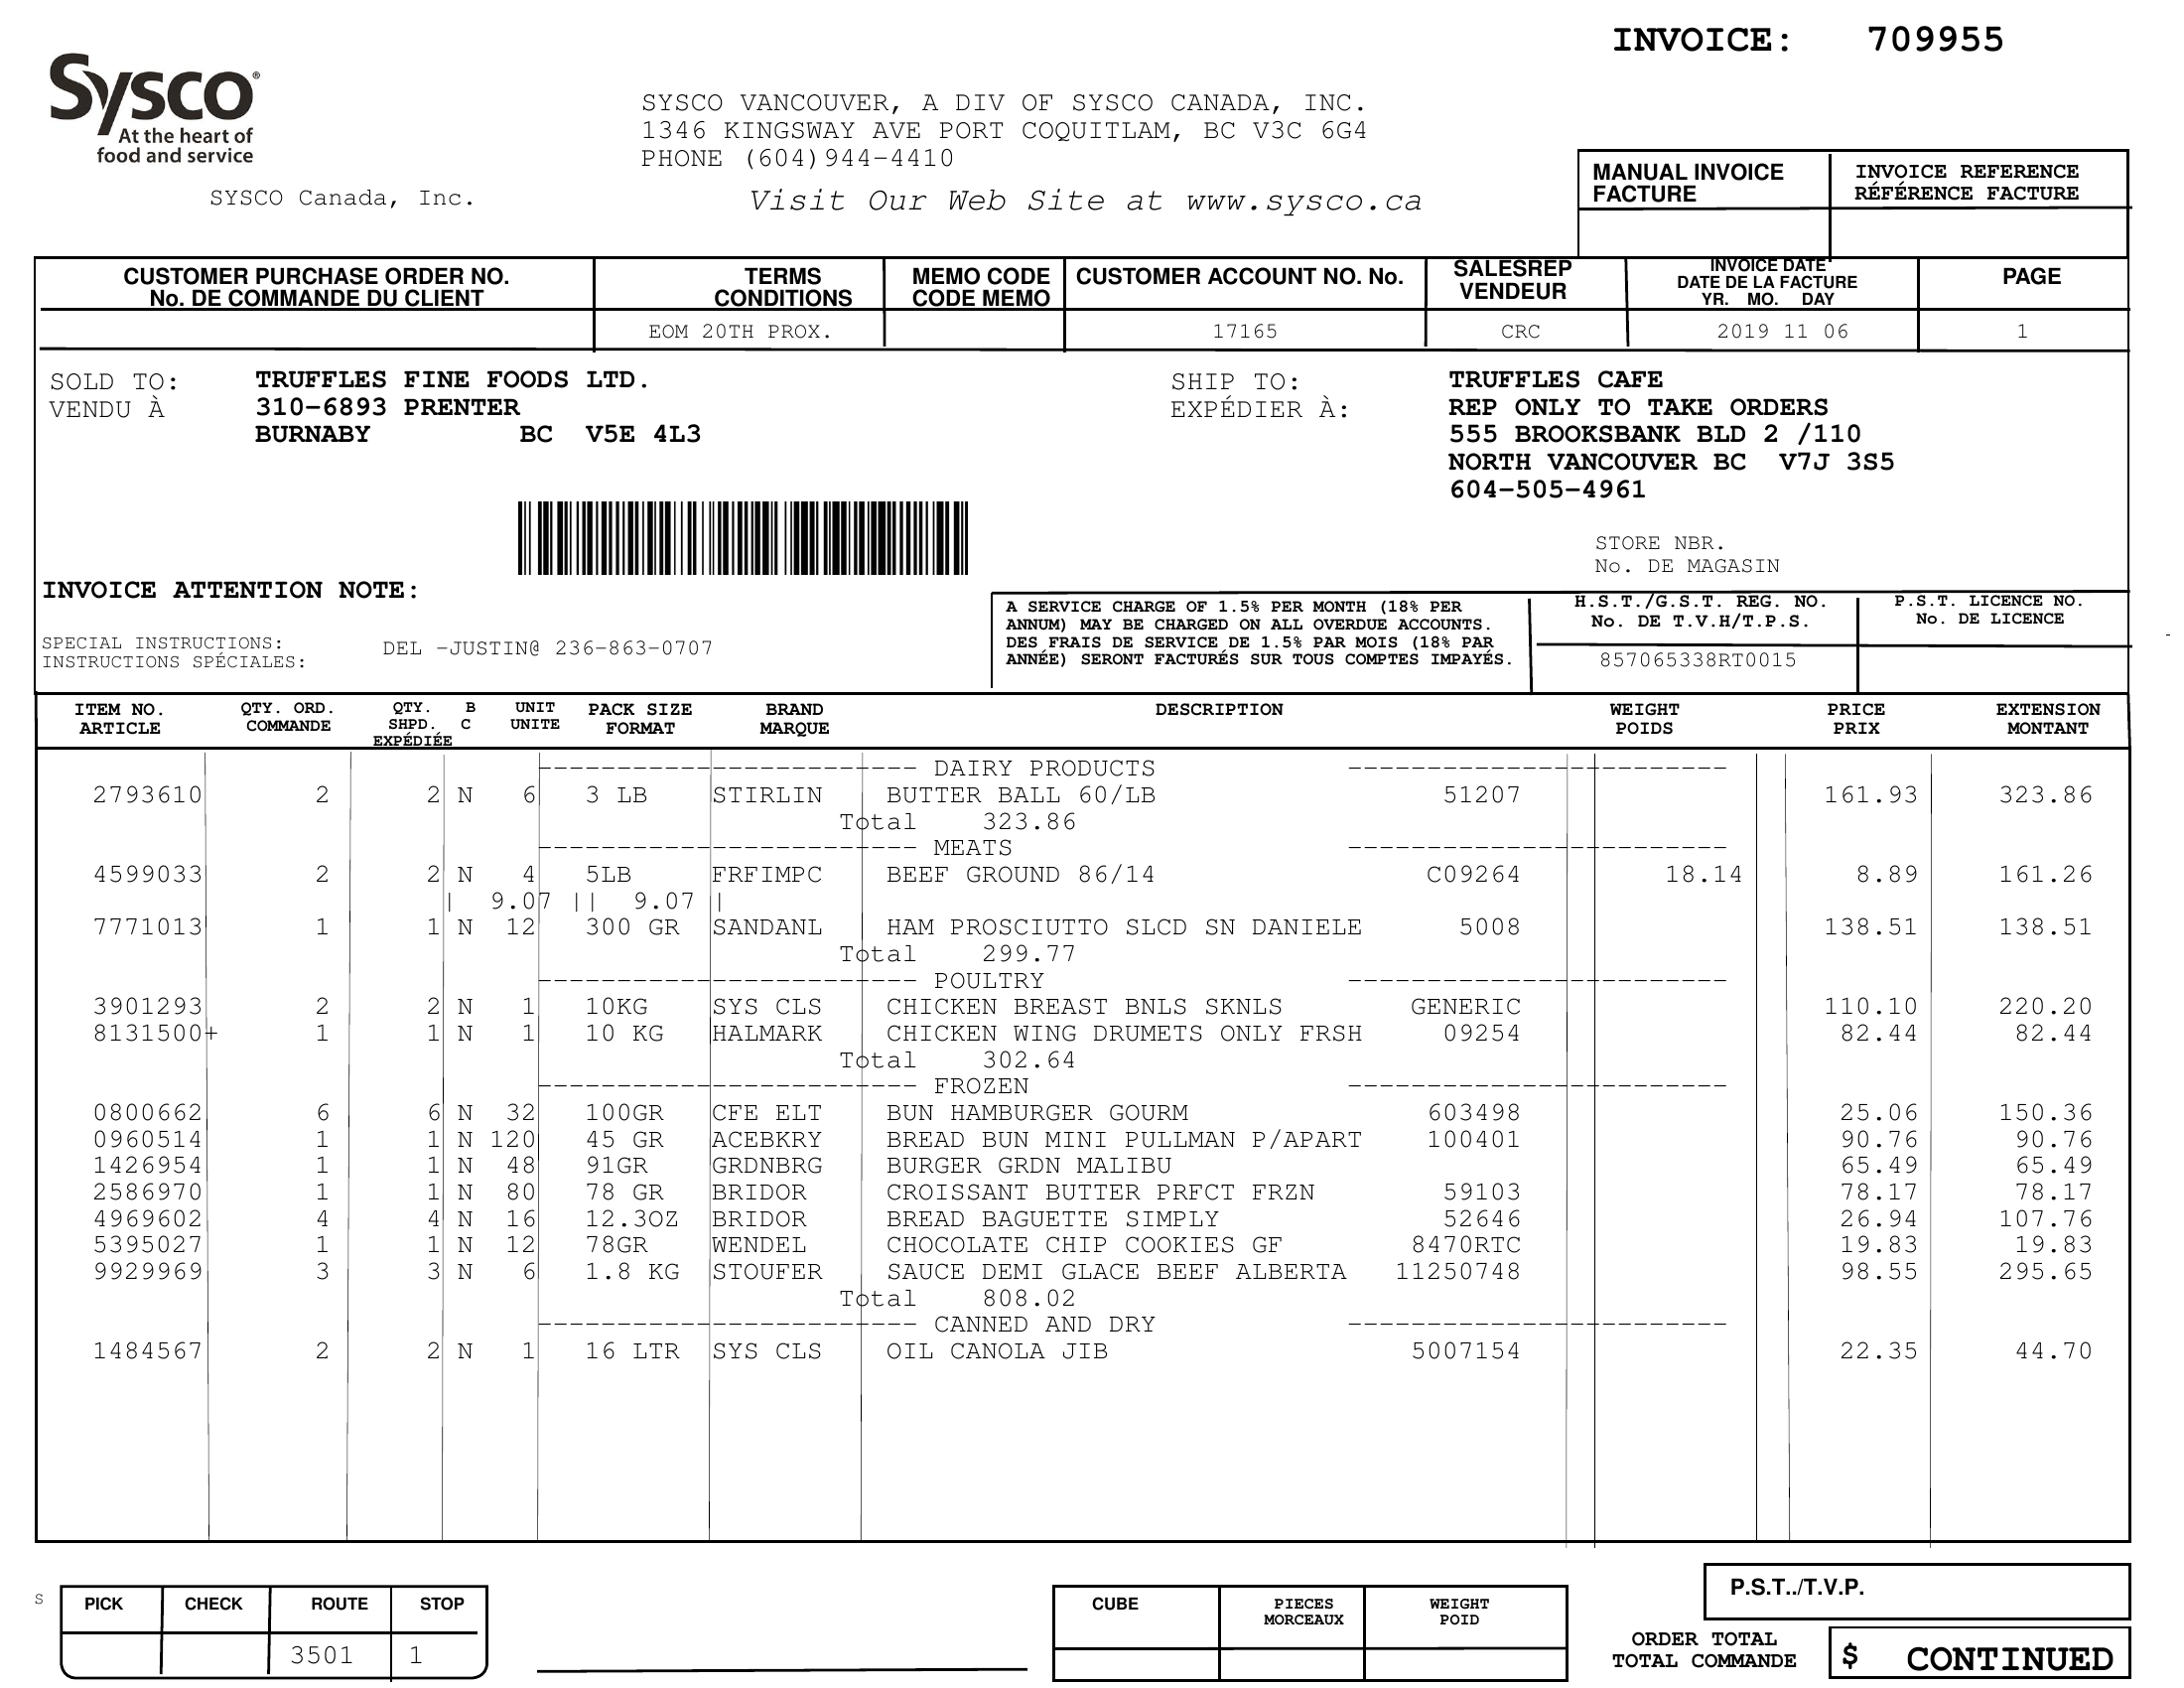 INVOICE: 709955
Sysco®
At the heart of
food and service
SYSCO Canada, Inc.
SYSCO VANCOUVER, A DIV OF SYSCO CANADA, INC.
1346 KINGSWAY AVE PORT COQUITLAM, BC V3C 6G4
PHONE (604)944-4410
Visit Our Web Site at www.sysco.ca
MANUAL INVOICE INVOICE REFERENCE
FACTURE RÉFÉRENCE FACTURE
CUSTOMER PURCHASE ORDER NO. TERMS MEMO CODE CUSTOMER ACCOUNT NO. No. SALESREP INVOICE DATE PAGE
No. DE COMMANDE DU CLIENT CONDITIONS CODE MEMO VENDEUR DATE DE LA FACTURE
YR. MO. DAY
EOM 20TH PROX. 17165 CRC 2019 11 06 1
SOLD TO: TRUFFLES FINE FOODS LTD. SHIP TO: TRUFFLES CAFE
VENDU À 310-6893 PRENTER EXPÉDIER À: REP ONLY TO TAKE ORDERS
BURNABY BC V5E 4L3 555 BROOKSBANK BLD 2 /110
NORTH VANCOUVER BC V7J 3S5
604-505-4961
STORE NBR.
No. DE MAGASIN
INVOICE ATTENTION NOTE:
SPECIAL INSTRUCTIONS: DEL -JUSTIN@ 236-863-0707
INSTRUCTIONS SPÉCIALES:
A SERVICE CHARGE OF 1.5% PER MONTH (18% PER
ANNUM) MAY BE CHARGED ON ALL OVERDUE ACCOUNTS.
DES FRAIS DE SERVICE DE 1.5% PAR MOIS (18% PAR
ANNÉE) SERONT FACTURÉS SUR TOUS COMPTES IMPAYÉS.
H.S.T./G.S.T. REG. NO. P.S.T. LICENCE NO.
No. DE T.V.H/T.P.S. No. DE LICENCE
857065338RT0015
ITEM NO. QTY. ORD. QTY. B UNIT PACK SIZE BRAND DESCRIPTION WEIGHT PRICE EXTENSION
ARTICLE COMMANDE SHPD. C UNITE FORMAT MARQUE POIDS PRIX MONTANT
EXPÉDIÉE
------------------------ DAIRY PRODUCTS ------------------------
2793610 2 2 N 6 3 LB STIRLIN BUTTER BALL 60/LB 51207 161.93 323.86
Total 323.86
------------------------ MEATS ------------------------
4599033 2 2 N 4 5LB FRFIMPC BEEF GROUND 86/14 C09264 18.14 8.89 161.26
| 9.07 || 9.07 |
7771013 1 1 N 12 300 GR SANDANL HAM PROSCIUTTO SLCD SN DANIELE 5008 138.51 138.51
Total 299.77
------------------------ POULTRY ------------------------
3901293 2 2 N 1 10KG SYS CLS CHICKEN BREAST BNLS SKNLS GENERIC 110.10 220.20
8131500+ 1 1 N 1 10 KG HALMARK CHICKEN WING DRUMETS ONLY FRSH 09254 82.44 82.44
Total 302.64
------------------------ FROZEN ------------------------
0800662 6 6 N 32 100GR CFE ELT BUN HAMBURGER GOURM 603498 25.06 150.36
0960514 1 1 N 120 45 GR ACEBKRY BREAD BUN MINI PULLMAN P/APART 100401 90.76 90.76
1426954 1 1 N 48 91GR GRDNBRG BURGER GRDN MALIBU 65.49 65.49
2586970 1 1 N 80 78 GR BRIDOR CROISSANT BUTTER PRFCT FRZN 59103 78.17 78.17
4969602 4 4 N 16 12.3OZ BRIDOR BREAD BAGUETTE SIMPLY 52646 26.94 107.76
5395027 1 1 N 12 78GR WENDEL CHOCOLATE CHIP COOKIES GF 8470RTC 19.83 19.83
9929969 3 3 N 6 1.8 KG STOUFER SAUCE DEMI GLACE BEEF ALBERTA 11250748 98.55 295.65
Total 808.02
------------------------ CANNED AND DRY ------------------------
1484567 2 2 N 1 16 LTR SYS CLS OIL CANOLA JIB 5007154 22.35 44.70
S PICK CHECK ROUTE STOP CUBE PIECES WEIGHT P.S.T../T.V.P.
MORCEAUX POID
3501 1
ORDER TOTAL
TOTAL COMMANDE $ CONTINUED